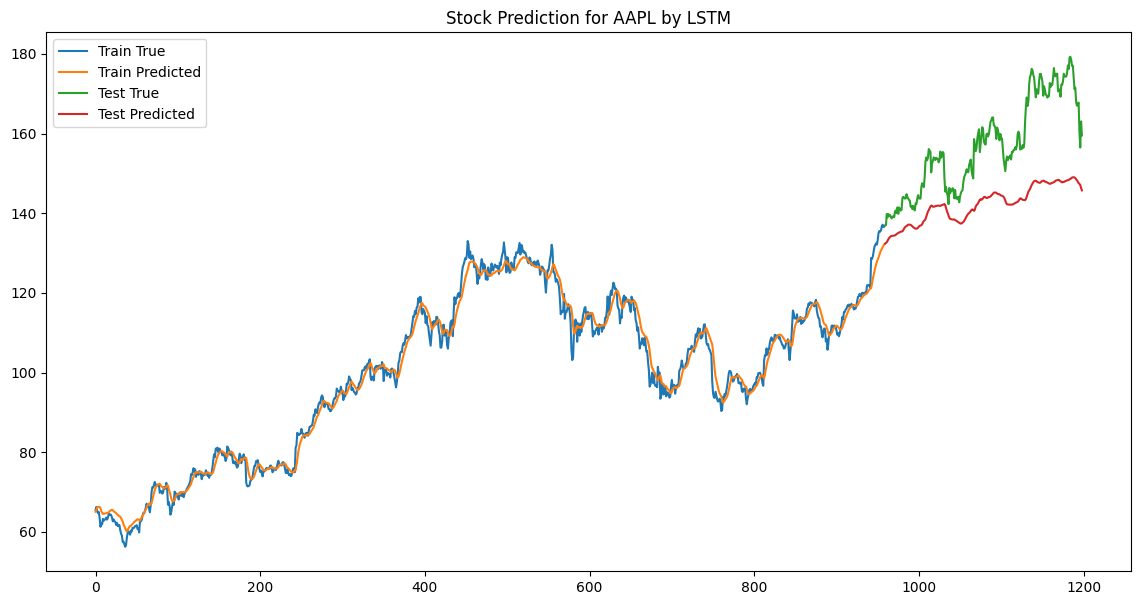 Stock Prediction for AAPL by LSTM
Train True
Train Predicted
Test True
Test Predicted
180
160
140
120
100
80
60
0 200 400 600 800 1000 1200